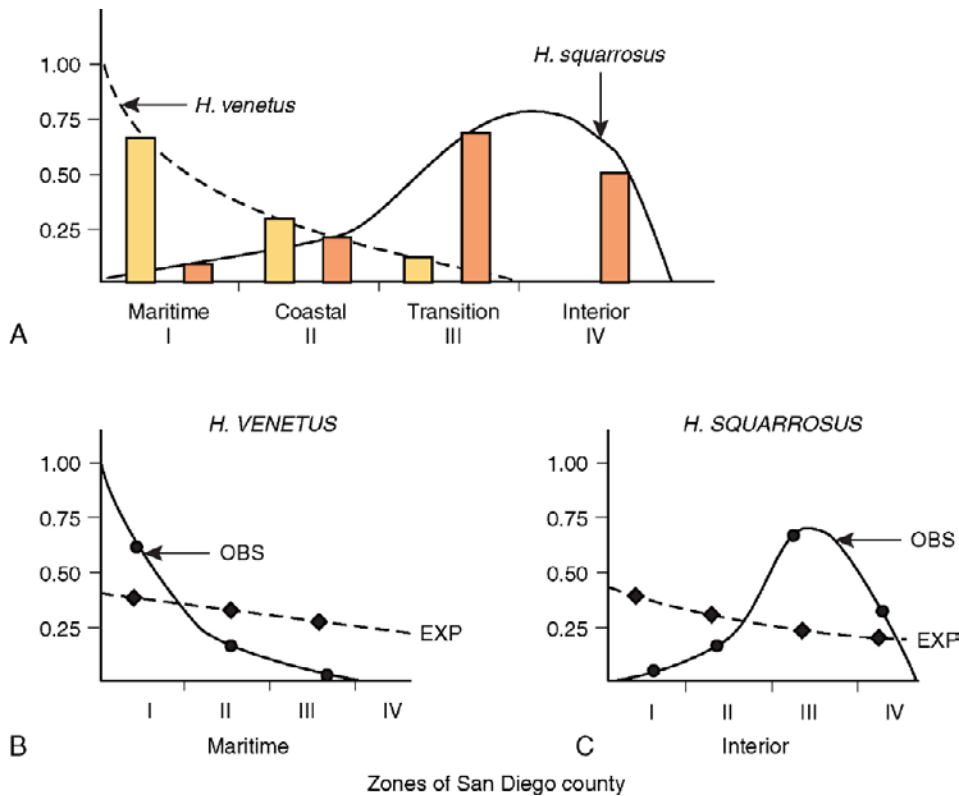 1.00
H. squarrosus
H. venetus
0.75
0.50
0.25
Maritime Coastal Transition Interior
A I II III IV
H. VENETUS H. SQUARROSUS
1.00 1.00
0.75 0.75
OBS OBS
0.50 0.50
0.25 EXP 0.25 EXP
I II III IV I II III IV
B Maritime C Interior
Zones of San Diego county